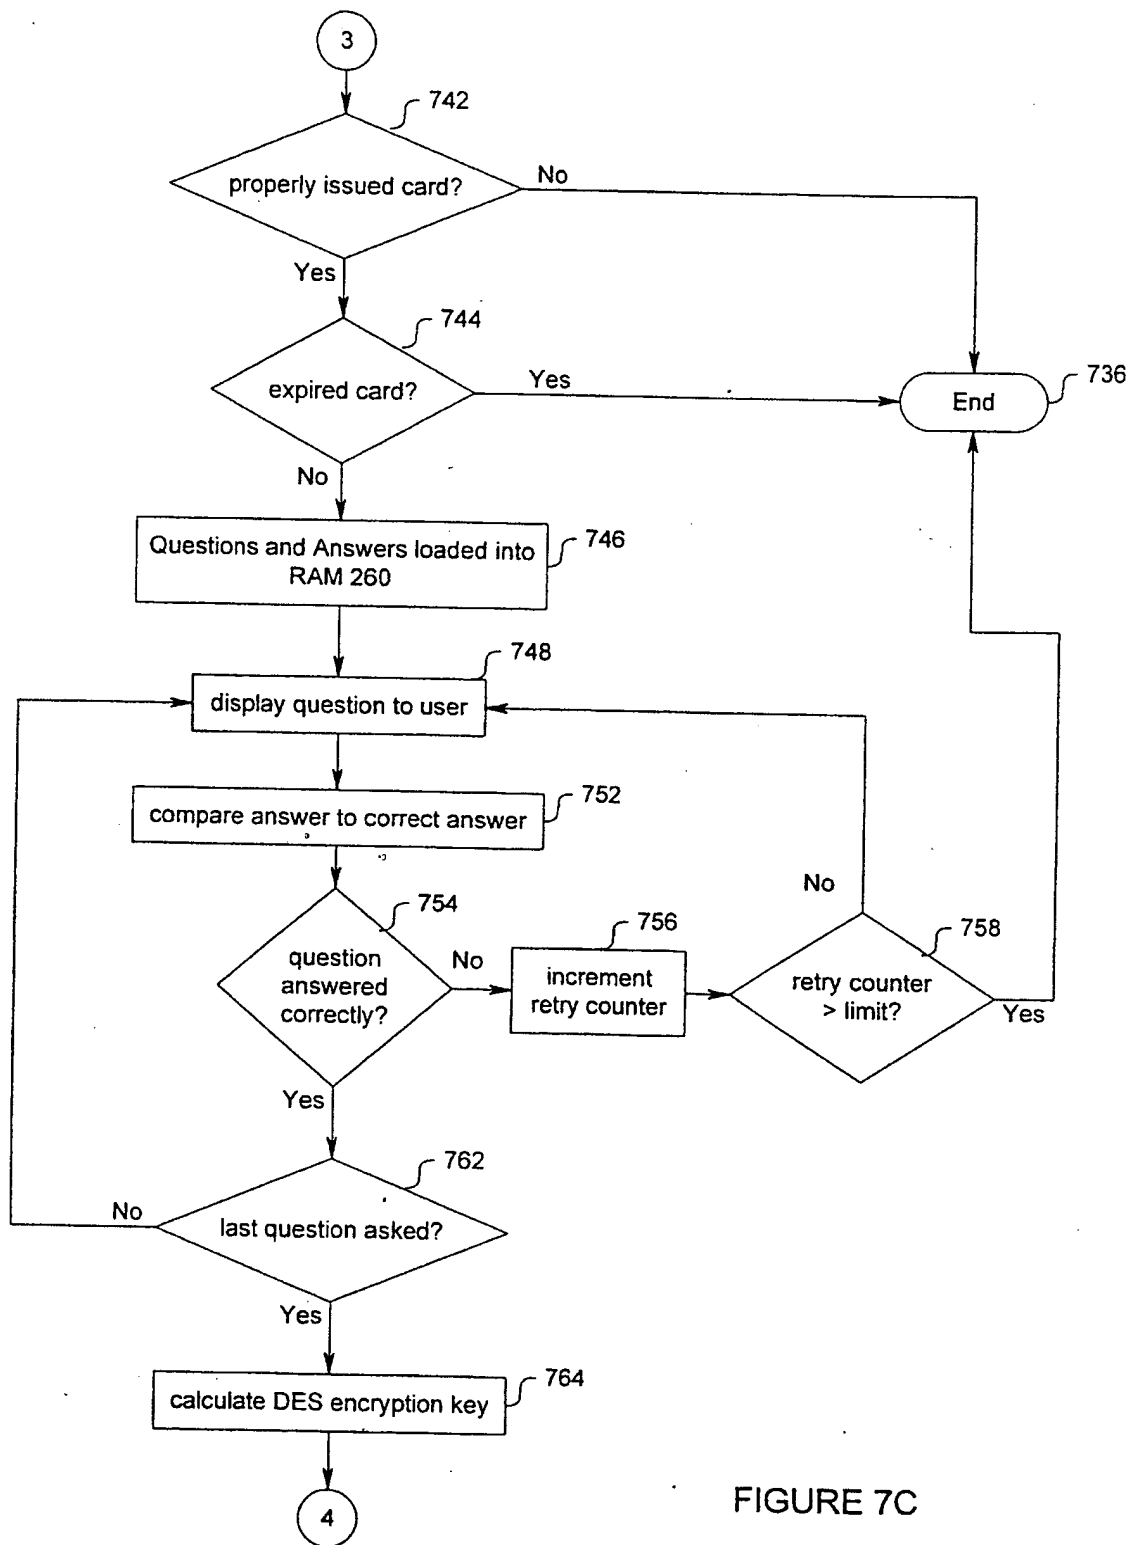 3
742
properly issued card?
No
Yes
744
expired card?
Yes
736
End
No
Questions and Answers loaded into
RAM 260
746
748
display question to user
752
compare answer to correct answer
No
754
question
answered
correctly?
No
756
increment
retry counter
758
retry counter
> limit?
Yes
Yes
762
No
last question asked?
Yes
764
calculate DES encryption key
4
FIGURE 7C